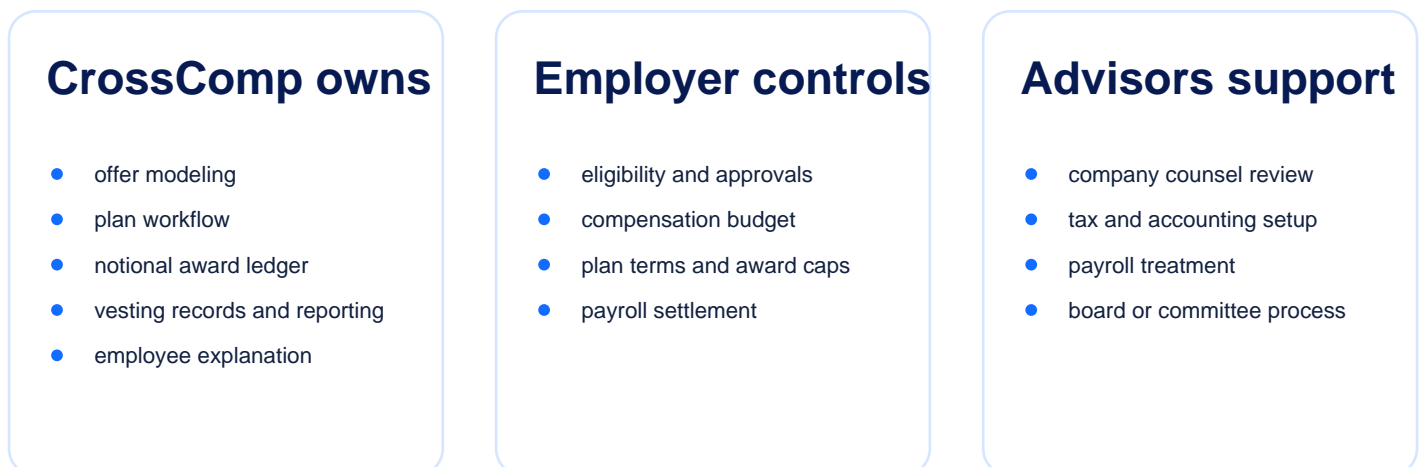 CrossComp owns
offer modeling
plan workflow
notional award ledger
vesting records and reporting
employee explanation
Employer controls
eligibility and approvals
compensation budget
plan terms and award caps
payroll settlement
Advisors support
company counsel review
tax and accounting setup
payroll treatment
board or committee process